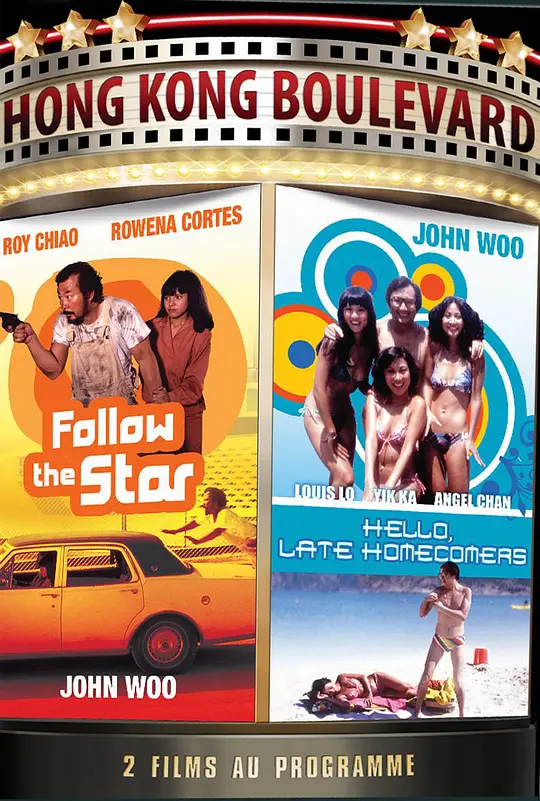 HONG KONG BOULEVARD
ROY CHIAO
ROWENA CORTES
Follow
the Star
JOHN WOO
JOHN WOO
LOUIS LO
YIK KA
ANGEL CHAN
HELLO,
LATE HOMECOMERS
2 FILMS AU PROGRAMME